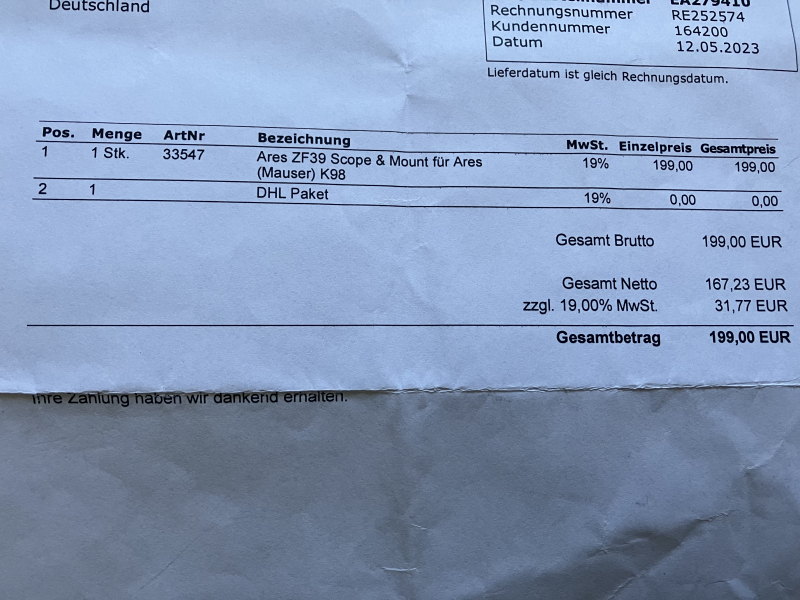 Deutschland
EA279410
Rechnungsnummer RE252574
Kundennummer 164200
Datum 12.05.2023
Lieferdatum ist gleich Rechnungsdatum.
Pos. Menge ArtNr Bezeichnung MwSt. Einzelpreis Gesamtpreis
1 1 Stk. 33547 Ares ZF39 Scope & Mount für Ares 19% 199,00 199,00
(Mauser) K98
2 1 DHL Paket 19% 0,00 0,00
Gesamt Brutto 199,00 EUR
Gesamt Netto 167,23 EUR
zzgl. 19,00% MwSt. 31,77 EUR
Gesamtbetrag 199,00 EUR
Ihre Zahlung haben wir dankend erhalten.